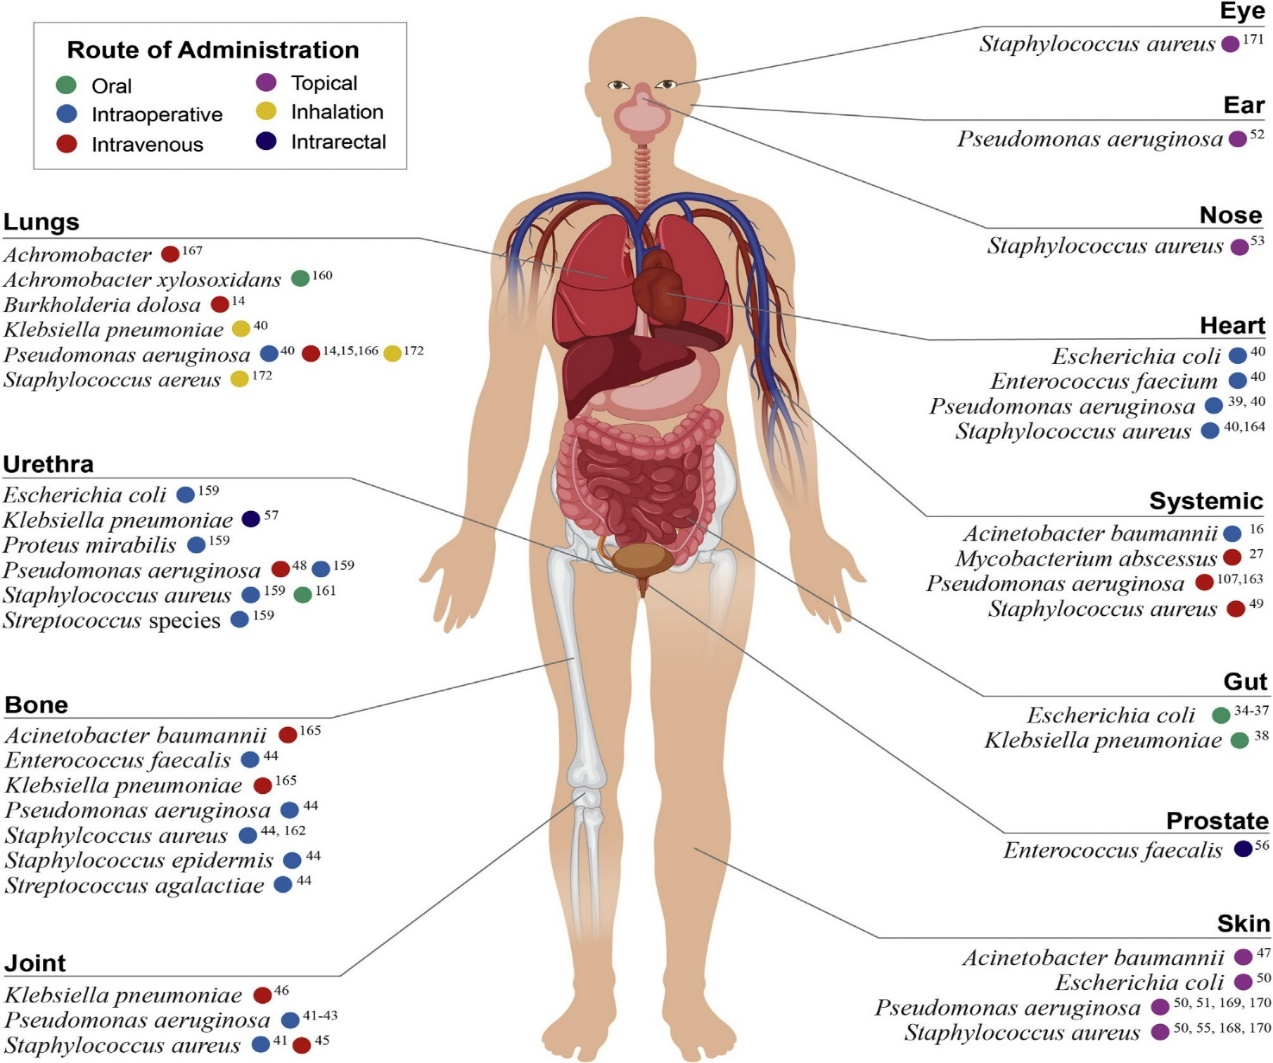 Route of Administration
Oral
Intraoperative
Intravenous
Topical
Inhalation
Intrarectal
Lungs
Achromobacter 167
Achromobacter xylosoxidans 160
Burkholderia dolosa 14
Klebsiella pneumoniae 40
Pseudomonas aeruginosa 40 14,15,166 172
Staphylococcus aereus 172
Urethra
Escherichia coli 159
Klebsiella pneumoniae 57
Proteus mirabilis 159
Pseudomonas aeruginosa 48 159
Staphylococcus aureus 159 161
Streptococcus species 159
Bone
Acinetobacter baumannii 165
Enterococcus faecalis 44
Klebsiella pneumoniae 165
Pseudomonas aeruginosa 44
Staphylcoccus aureus 44, 162
Staphylococcus epidermis 44
Streptococcus agalactiae 44
Joint
Klebsiella pneumoniae 46
Pseudomonas aeruginosa 41-43
Staphylococcus aureus 41 45
Eye
Staphylococcus aureus 171
Ear
Pseudomonas aeruginosa 52
Nose
Staphylococcus aureus 53
Heart
Escherichia coli 40
Enterococcus faecium 40
Pseudomonas aeruginosa 39, 40
Staphylococcus aureus 40,164
Systemic
Acinetobacter baumannii 16
Mycobacterium abscessus 27
Pseudomonas aeruginosa 107,163
Staphylococcus aureus 49
Gut
Escherichia coli 34-37
Klebsiella pneumoniae 38
Prostate
Enterococcus faecalis 56
Skin
Acinetobacter baumannii 47
Escherichia coli 50
Pseudomonas aeruginosa 50, 51, 169, 170
Staphylococcus aureus 50, 55, 168, 170